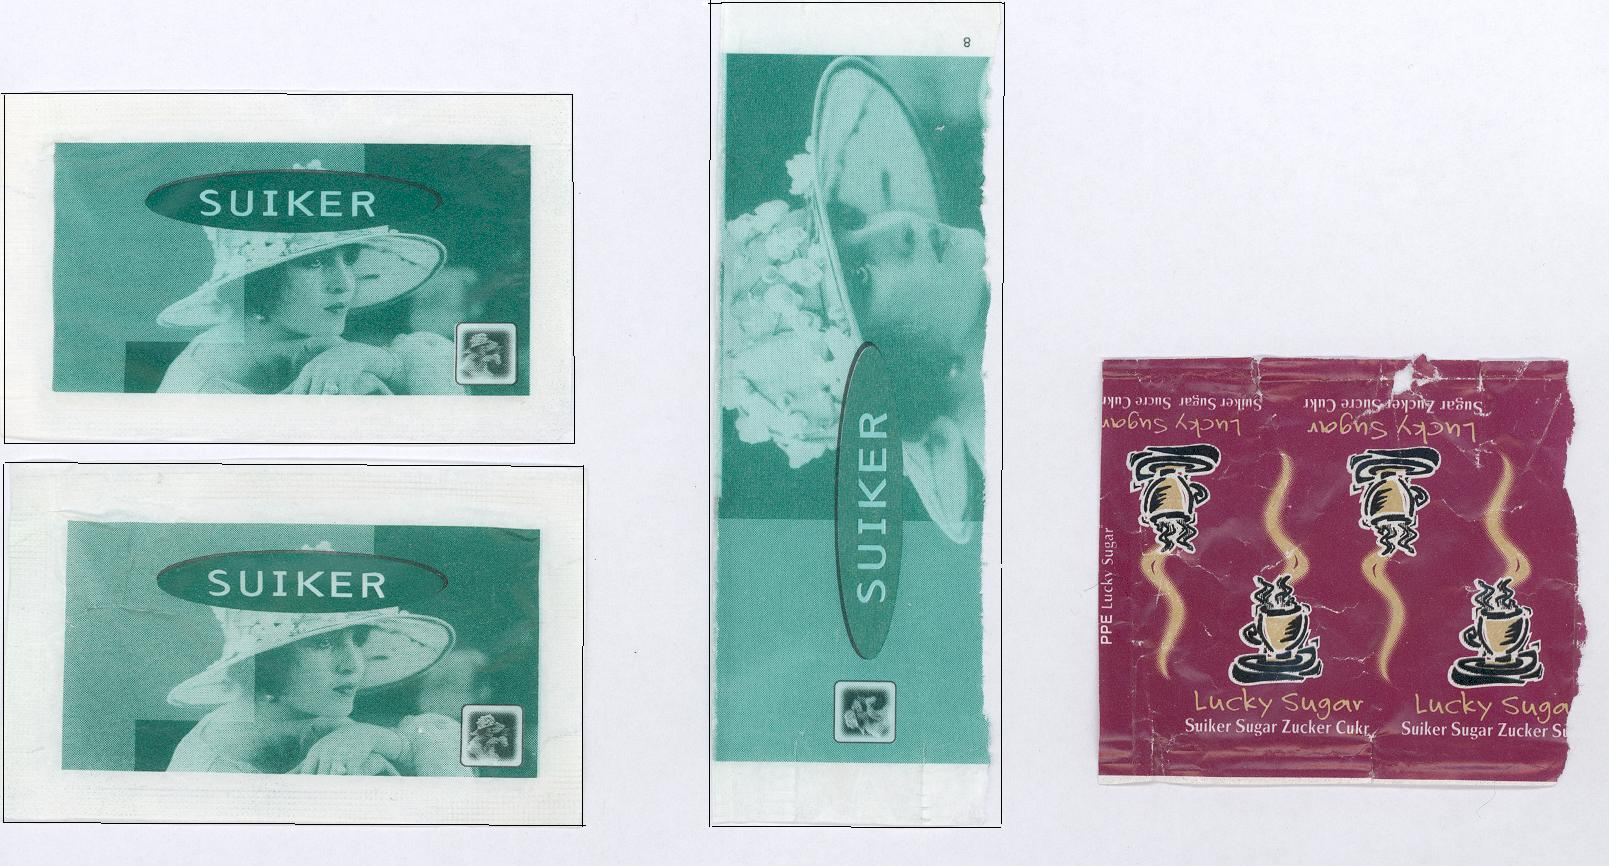 SUIKER
SUIKER
8
SUIKER
Suiker Sugar Sucre Cukr
Sugar Zucker Sucre Cukr
Lucky Sugar
Lucky Sugar
PPE Lucky Sugar
Lucky Sugar
Suiker Sugar Zucker Cukr
Lucky Suga
Suiker Sugar Zucker Su